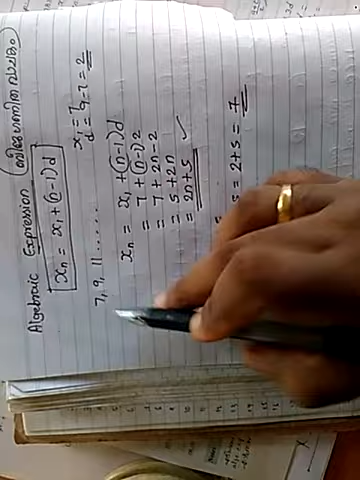 Algebraic Expression (ബീജഗണിത വാചകം)
xₙ = x₁ + (n-1)d
7, 9, 11 ......
x₁ = 7
d = 9-7 = 2
xₙ = x₁ + (n-1)d
= 7 + (n-1)2
= 7 + 2n - 2
= 5 + 2n
= 2n + 5 ✓
5 = 2+5 = 7